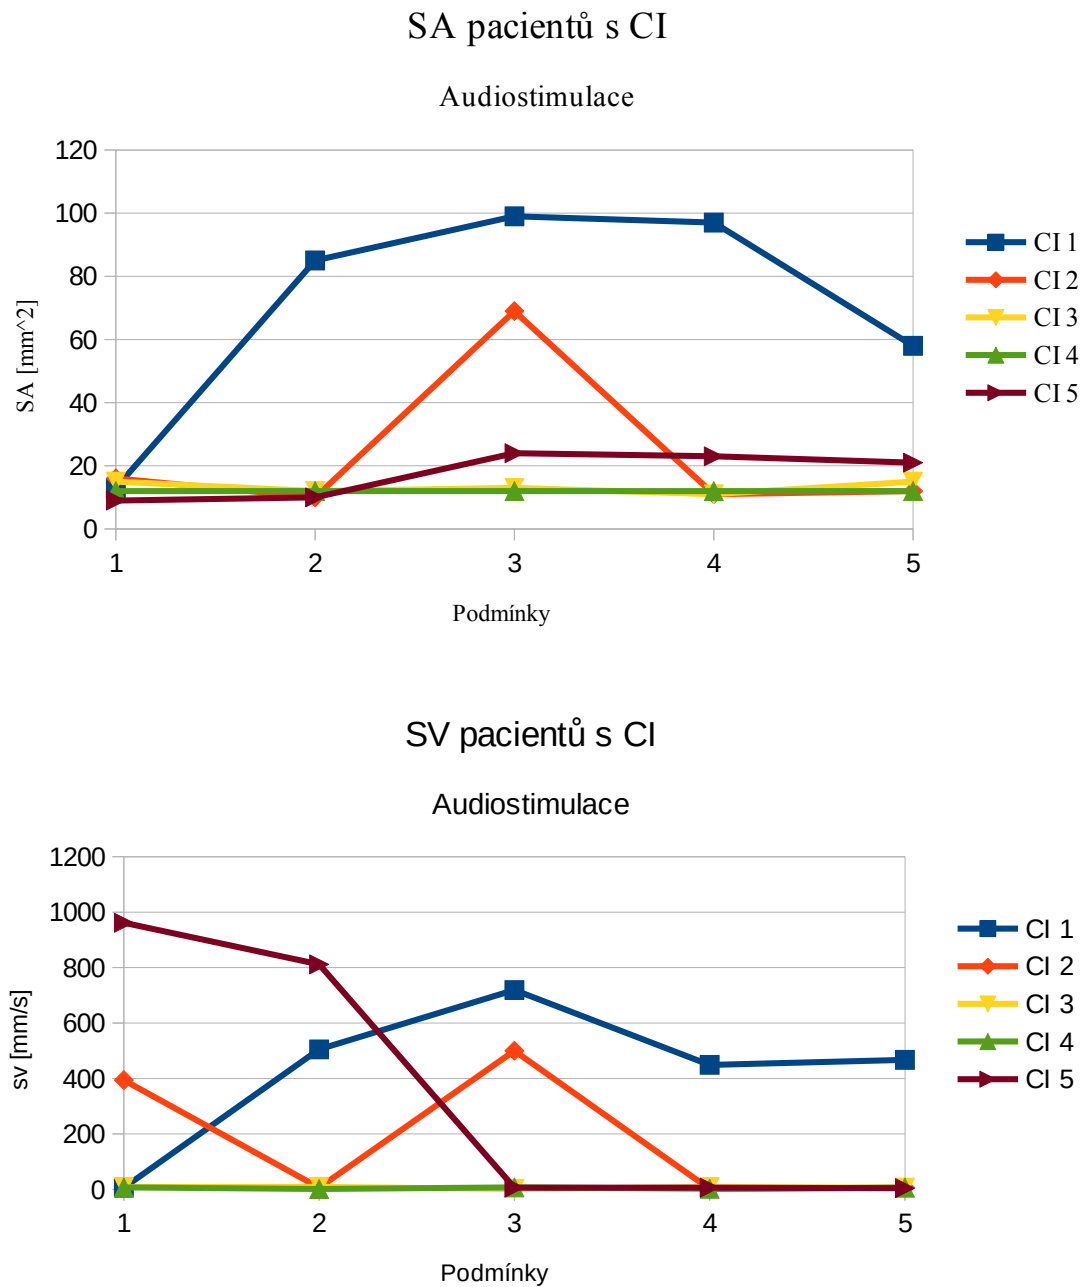 SA pacientů s CI
Audiostimulace
120
100
80
60
40
20
0
SA [mm^2]
1 2 3 4 5
Podmínky
CI 1
CI 2
CI 3
CI 4
CI 5
SV pacientů s CI
Audiostimulace
1200
1000
800
600
400
200
0
sv [mm/s]
1 2 3 4 5
Podmínky
CI 1
CI 2
CI 3
CI 4
CI 5